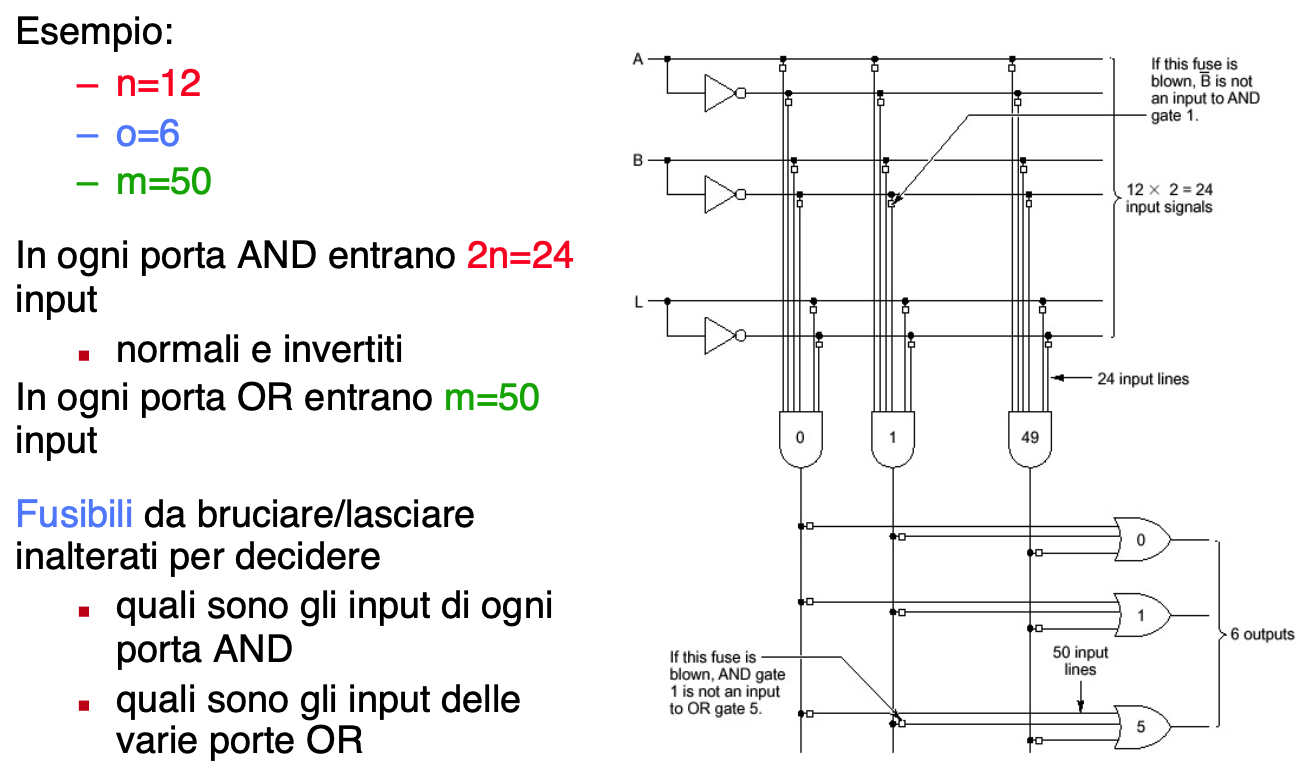 Esempio:
– n=12
– o=6
– m=50
In ogni porta AND entrano 2n=24
input
▪ normali e invertiti
In ogni porta OR entrano m=50
input
Fusibili da bruciare/lasciare
inalterati per decidere
▪ quali sono gli input di ogni
porta AND
▪ quali sono gli input delle
varie porte OR
A
If this fuse is
blown, B̅ is not
an input to AND
gate 1.
B
12 × 2 = 24
input signals
L
24 input lines
0
1
49
0
1
6 outputs
If this fuse is
blown, AND gate
1 is not an input
to OR gate 5.
50 input
lines
5